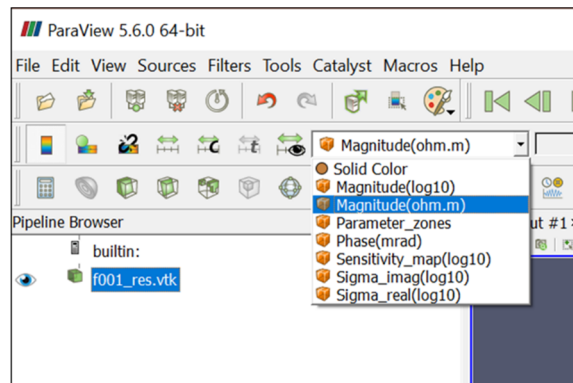 ParaView 5.6.0 64-bit
File Edit View Sources Filters Tools Catalyst Macros Help
Magnitude(ohm.m)
Solid Color
Magnitude(log10)
Magnitude(ohm.m)
Parameter_zones
Phase(mrad)
Sensitivity_map(log10)
Sigma_imag(log10)
Sigma_real(log10)
Pipeline Browser
ut #1
builtin:
f001_res.vtk